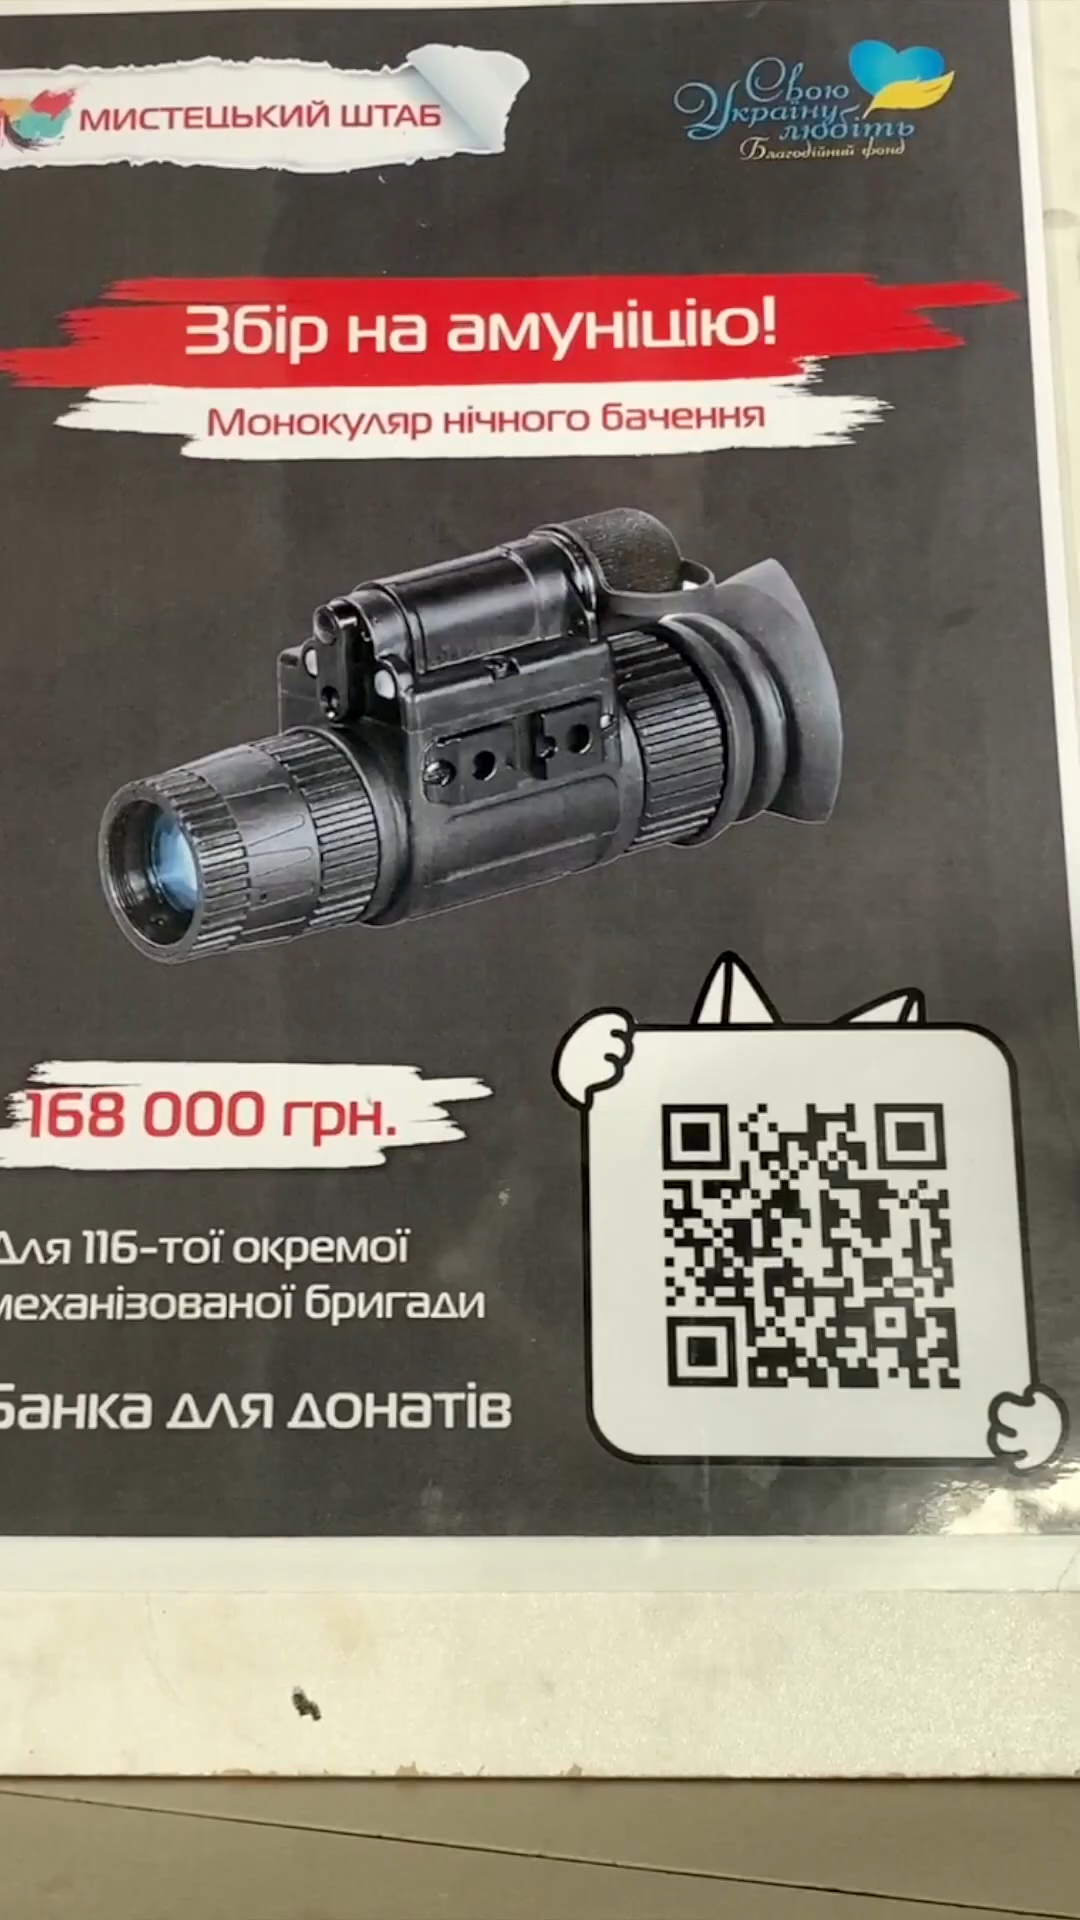 МИСТЕЦЬКИЙ ШТАБ
Свою
Україну
любіть
Благодійний фонд
Збір на амуніцію!
Монокуляр нічного бачення
168 000 грн.
Для 116-тої окремої
механізованої бригади
Банка для донатів